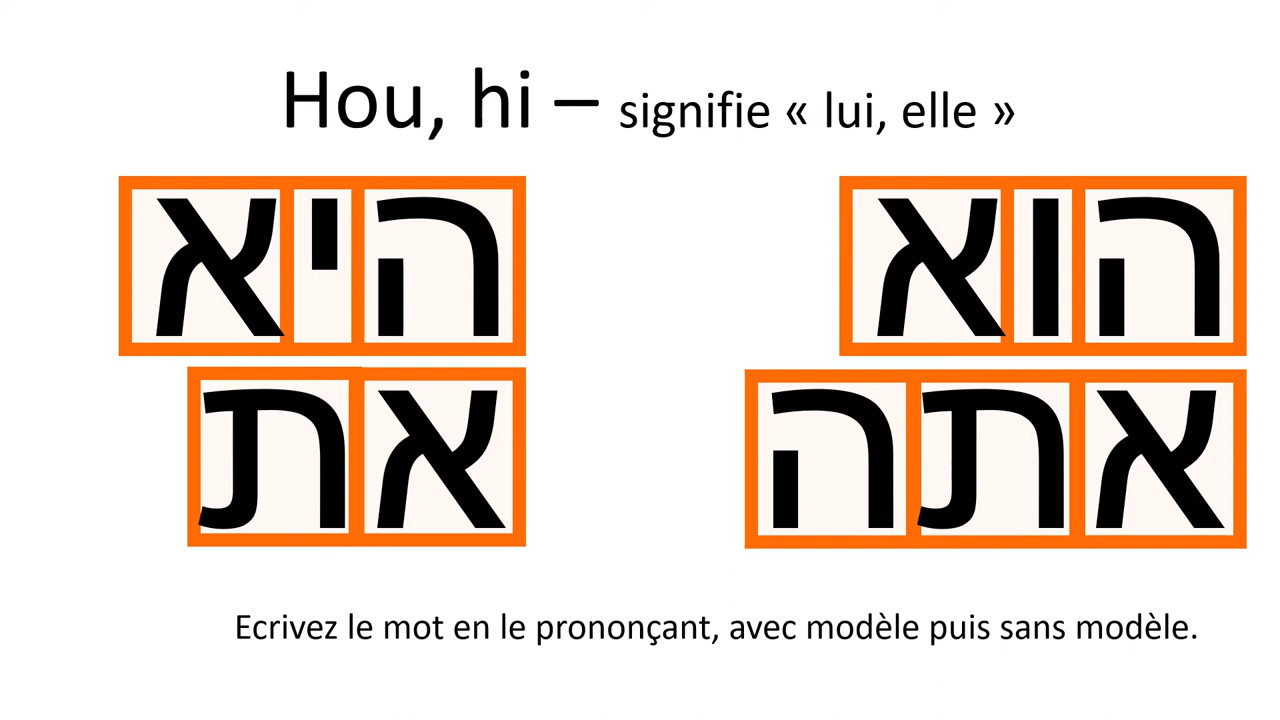 Hou, hi – signifie « lui, elle »
הוא היא
אתה את
Ecrivez le mot en le prononçant, avec modèle puis sans modèle.